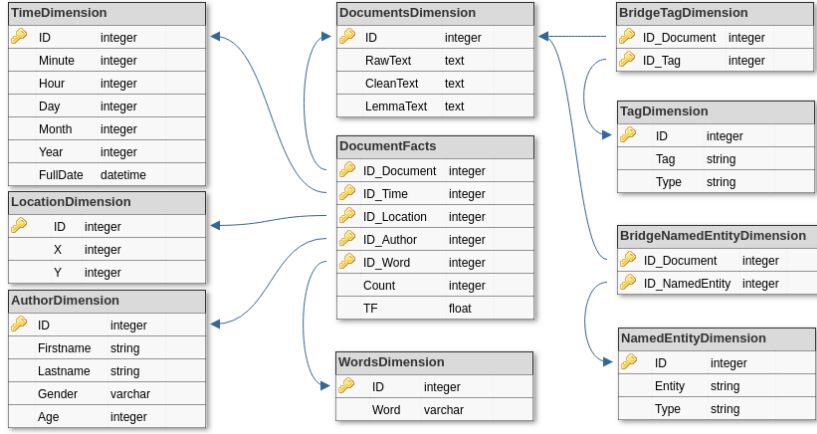 TimeDimension
ID integer
Minute integer
Hour integer
Day integer
Month integer
Year integer
FullDate datetime
LocationDimension
ID integer
X integer
Y integer
AuthorDimension
ID integer
Firstname string
Lastname string
Gender varchar
Age integer
DocumentsDimension
ID integer
RawText text
CleanText text
LemmaText text
DocumentFacts
ID_Document integer
ID_Time integer
ID_Location integer
ID_Author integer
ID_Word integer
Count integer
TF float
WordsDimension
ID integer
Word varchar
BridgeTagDimension
ID_Document integer
ID_Tag integer
TagDimension
ID integer
Tag string
Type string
BridgeNamedEntityDimension
ID_Document integer
ID_NamedEntity integer
NamedEntityDimension
ID integer
Entity string
Type string